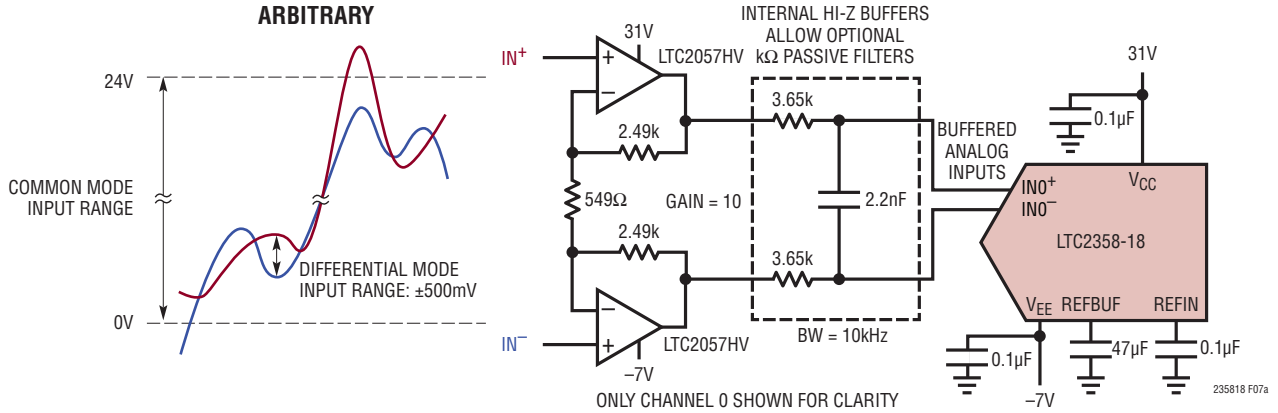 ARBITRARY
24V
COMMON MODE
INPUT RANGE
DIFFERENTIAL MODE
INPUT RANGE: ±500mV
0V
INTERNAL HI-Z BUFFERS
ALLOW OPTIONAL
kΩ PASSIVE FILTERS
IN+
31V
LTC2057HV
+
−
3.65k
2.49k
549Ω
GAIN = 10
2.2nF
2.49k
3.65k
−
+
IN−
LTC2057HV
−7V
BW = 10kHz
BUFFERED
ANALOG
INPUTS
31V
0.1µF
VCC
IN0+
IN0−
LTC2358-18
VEE
REFBUF
REFIN
0.1µF
47µF
0.1µF
−7V
ONLY CHANNEL 0 SHOWN FOR CLARITY
235818 F07a